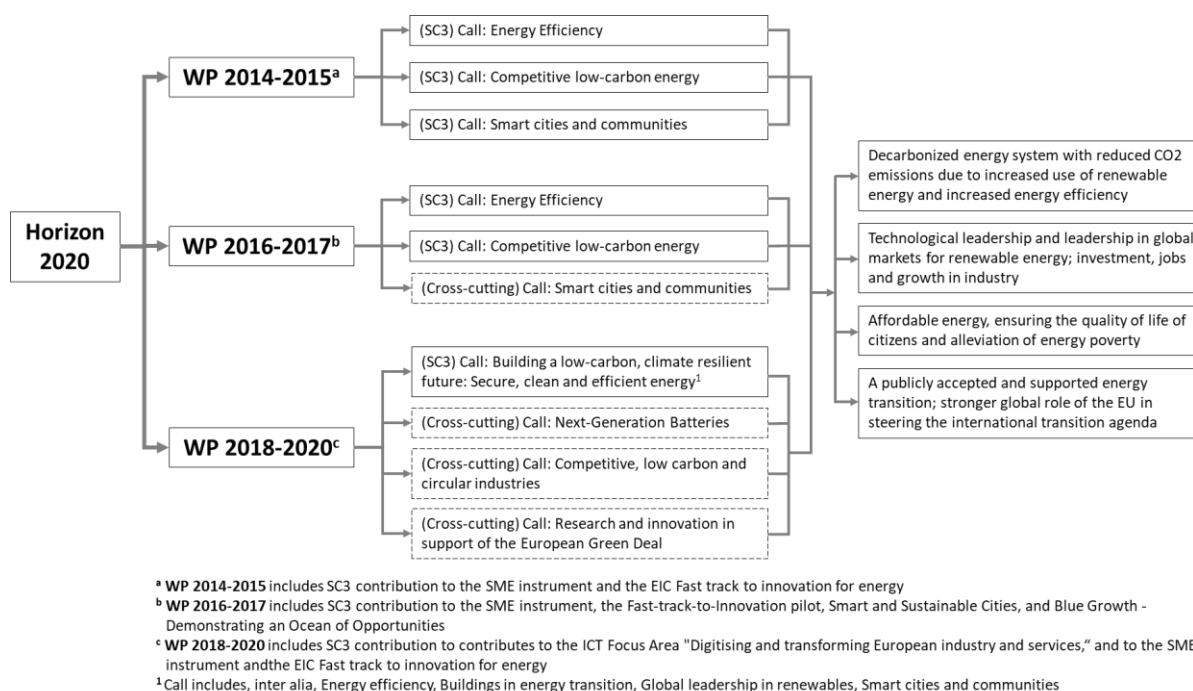 Horizon
2020
WP 2014-2015ᵃ
(SC3) Call: Energy Efficiency
(SC3) Call: Competitive low-carbon energy
(SC3) Call: Smart cities and communities
WP 2016-2017ᵇ
(SC3) Call: Energy Efficiency
(SC3) Call: Competitive low-carbon energy
(Cross-cutting) Call: Smart cities and communities
WP 2018-2020ᶜ
(SC3) Call: Building a low-carbon, climate resilient
future: Secure, clean and efficient energy¹
(Cross-cutting) Call: Next-Generation Batteries
(Cross-cutting) Call: Competitive, low carbon and
circular industries
(Cross-cutting) Call: Research and innovation in
support of the European Green Deal
Decarbonized energy system with reduced CO2
emissions due to increased use of renewable
energy and increased energy efficiency
Technological leadership and leadership in global
markets for renewable energy; investment, jobs
and growth in industry
Affordable energy, ensuring the quality of life of
citizens and alleviation of energy poverty
A publicly accepted and supported energy
transition; stronger global role of the EU in
steering the international transition agenda
ᵃ WP 2014-2015 includes SC3 contribution to the SME instrument and the EIC Fast track to innovation for energy
ᵇ WP 2016-2017 includes SC3 contribution to the SME instrument, the Fast-track-to-Innovation pilot, Smart and Sustainable Cities, and Blue Growth -
Demonstrating an Ocean of Opportunities
ᶜ WP 2018-2020 includes SC3 contribution to contributes to the ICT Focus Area "Digitising and transforming European industry and services,“ and to the SME
instrument andthe EIC Fast track to innovation for energy
¹ Call includes, inter alia, Energy efficiency, Buildings in energy transition, Global leadership in renewables, Smart cities and communities